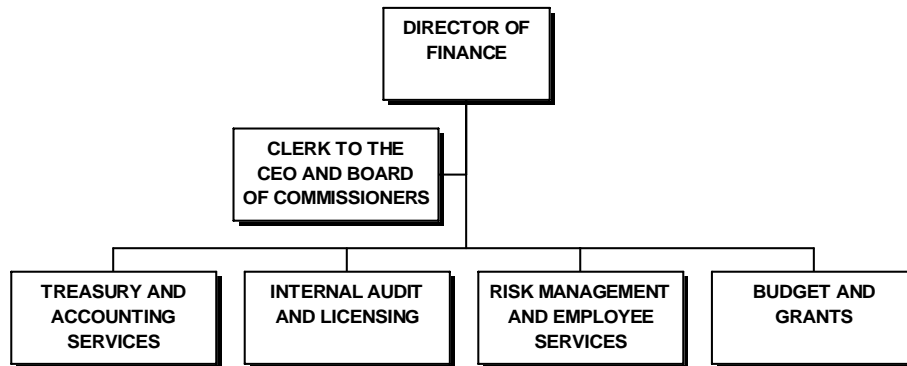 DIRECTOR OF
FINANCE
CLERK TO THE
CEO AND BOARD
OF COMMISSIONERS
TREASURY AND
ACCOUNTING
SERVICES
INTERNAL AUDIT
AND LICENSING
RISK MANAGEMENT
AND EMPLOYEE
SERVICES
BUDGET AND
GRANTS